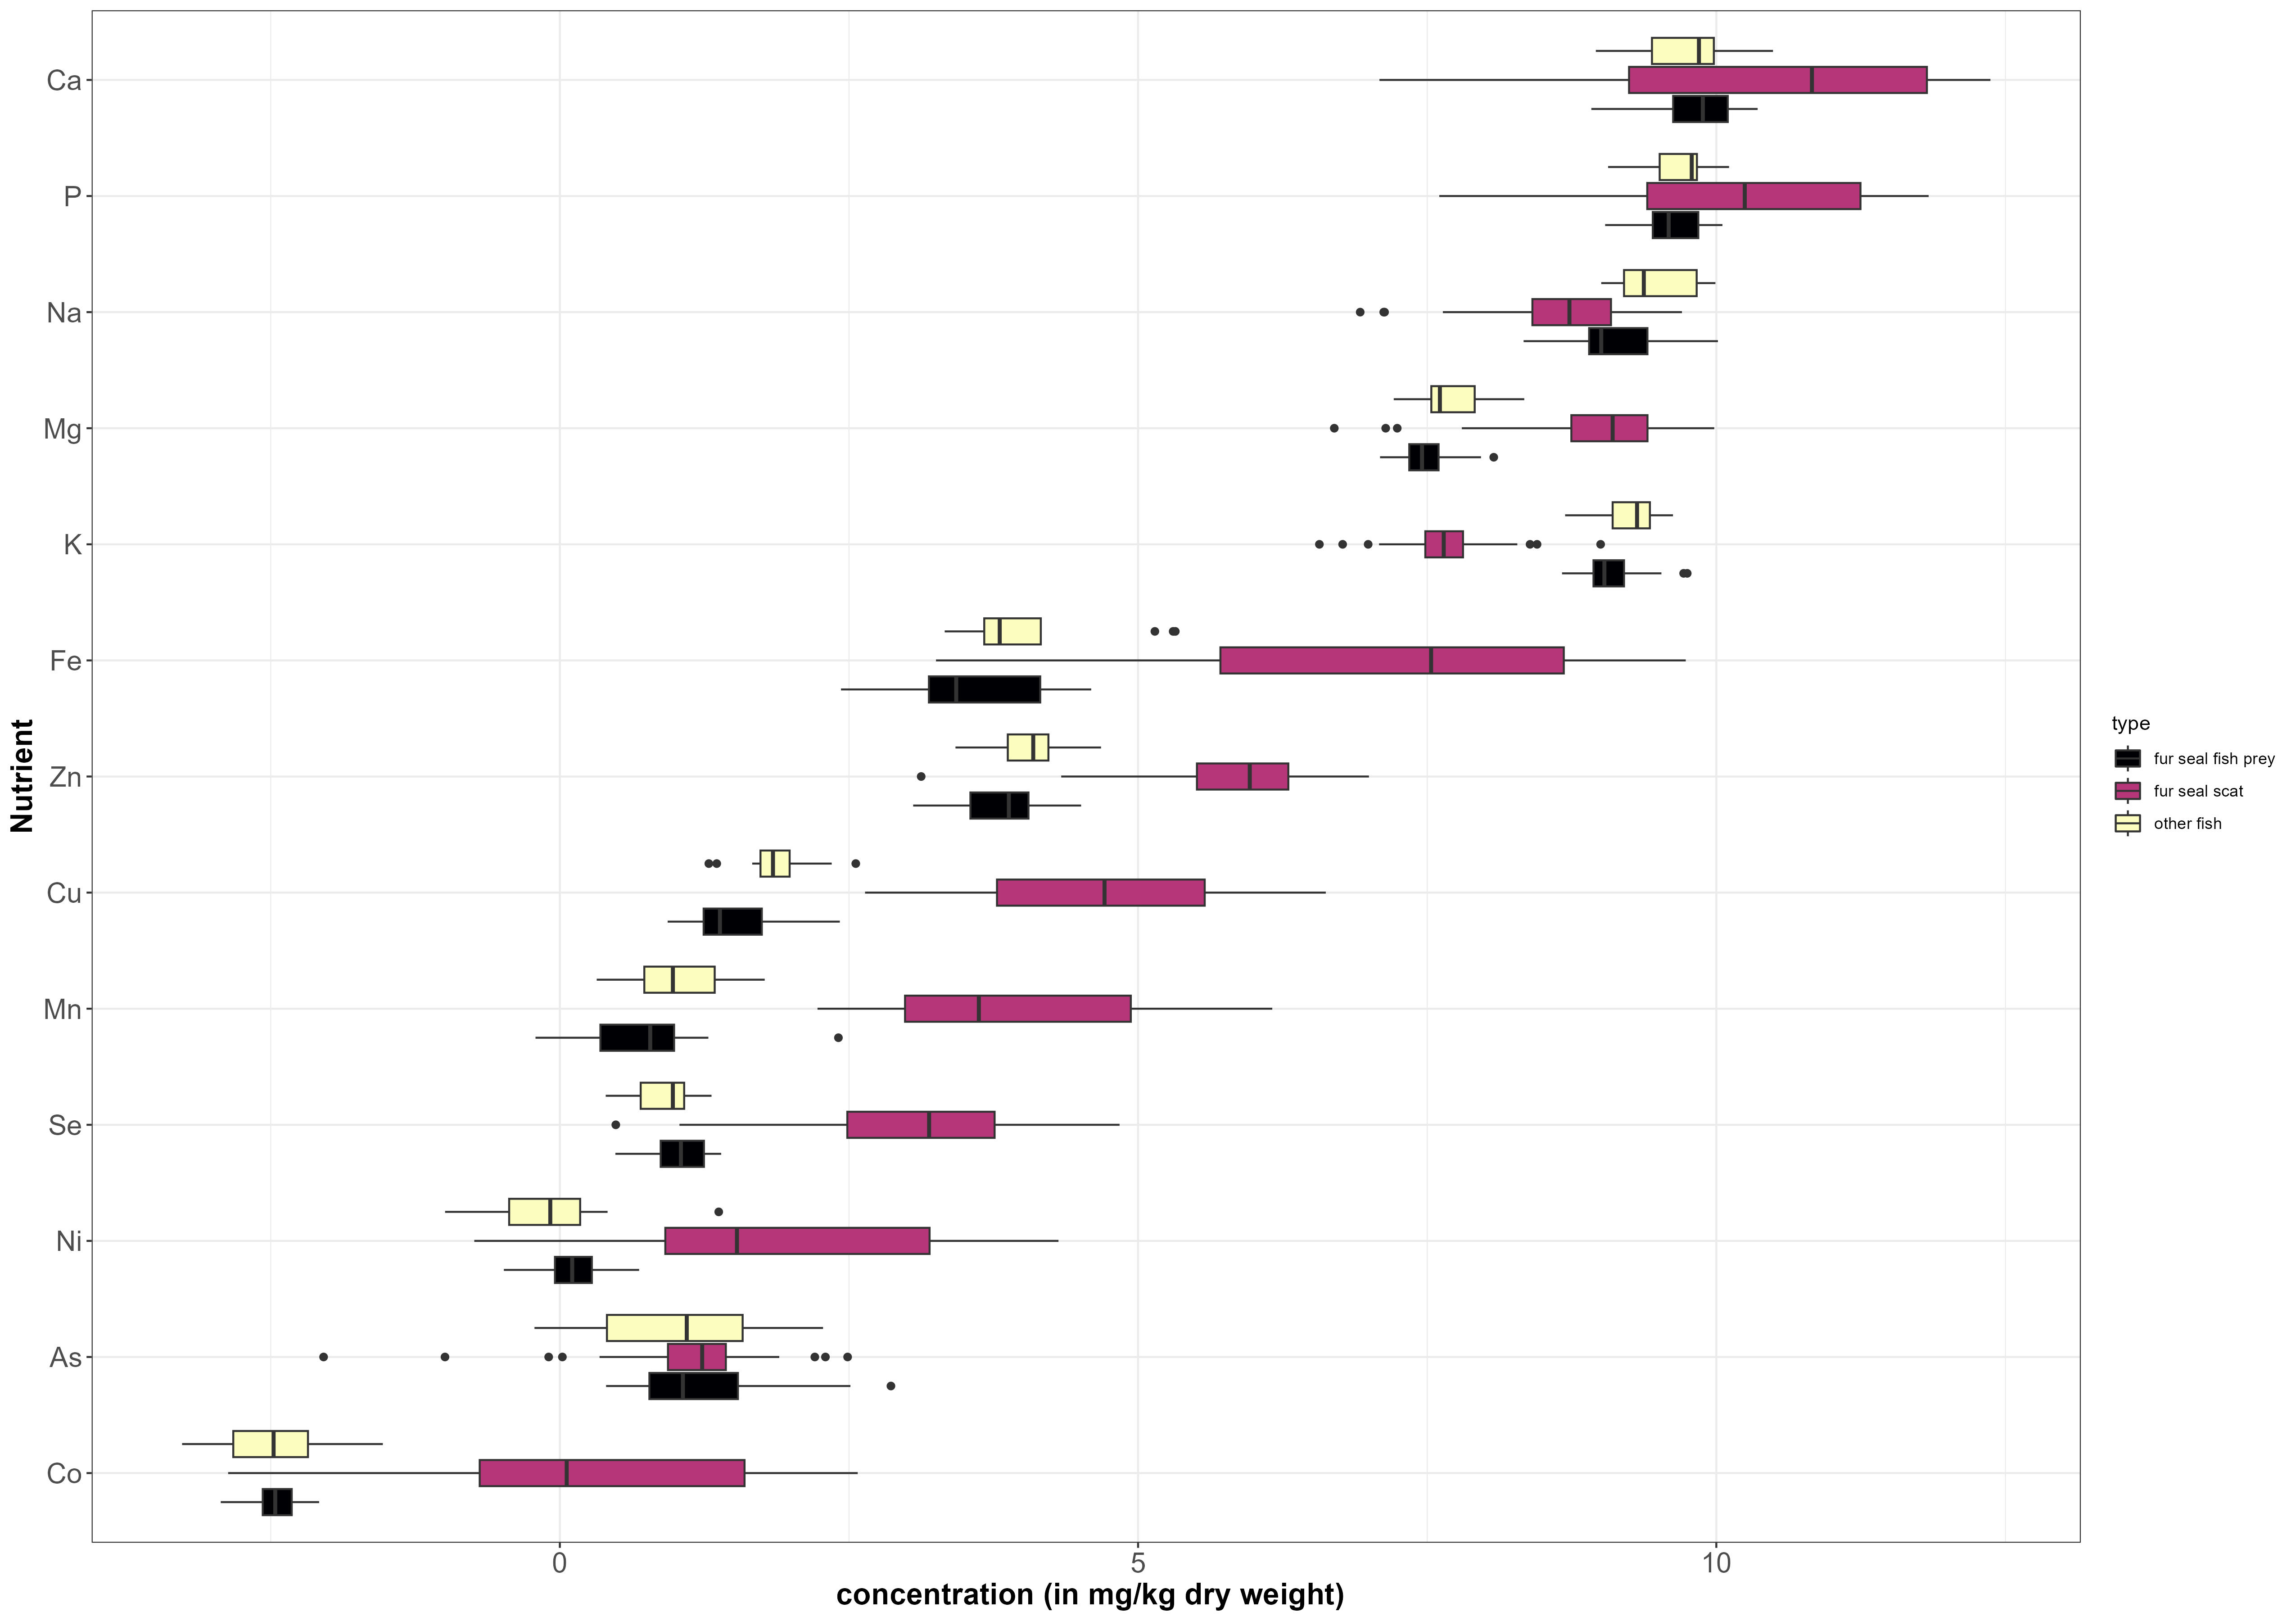 Ca
P
Na
Mg
K
Fe
Zn
Cu
Mn
Se
Ni
As
Co
Nutrient
0 5 10
concentration (in mg/kg dry weight)
type
fur seal fish prey
fur seal scat
other fish